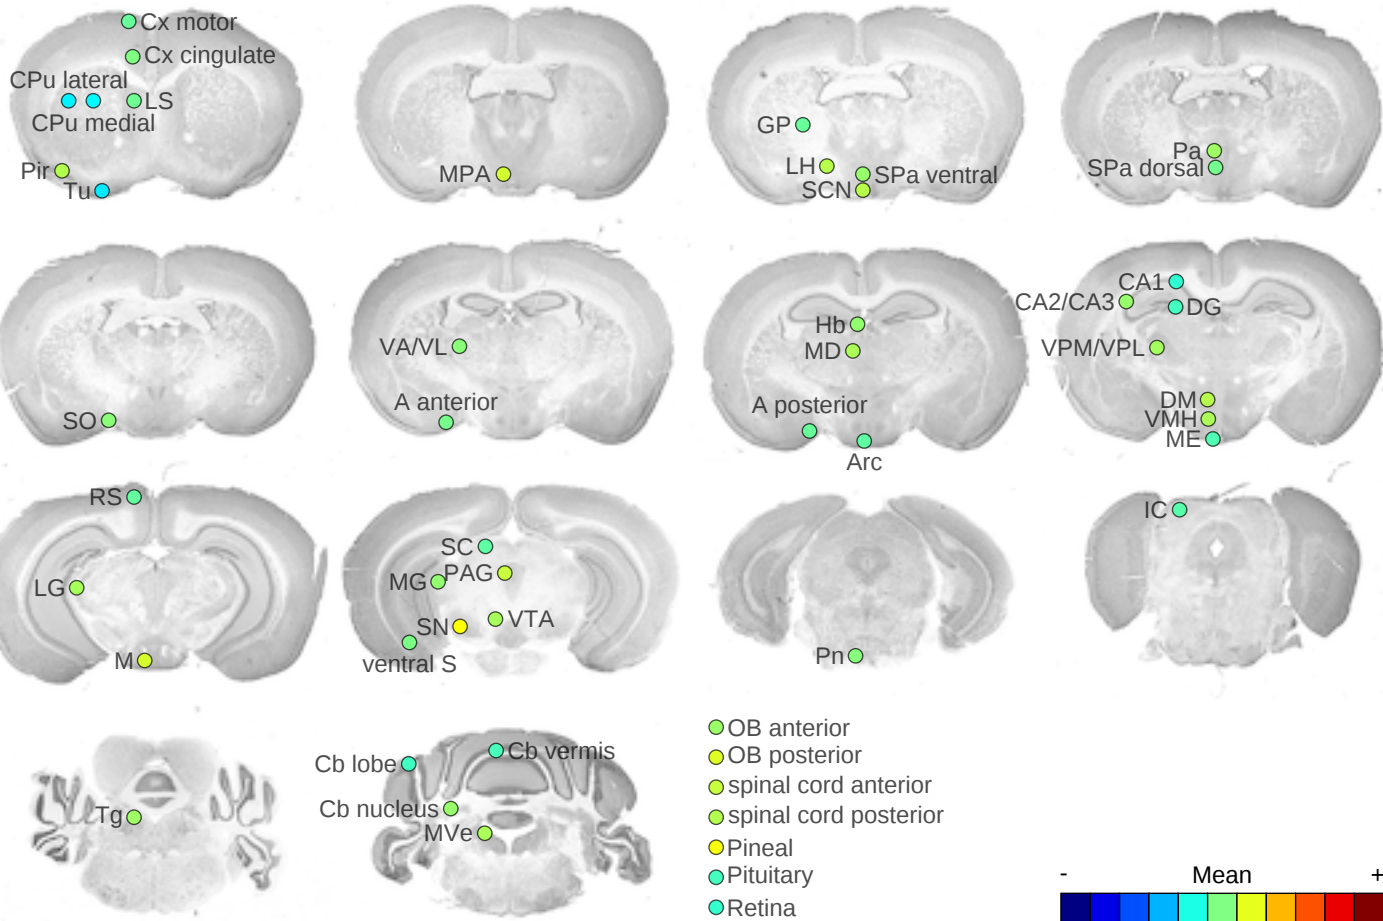 Cx motor
Cx cingulate
CPu lateral
LS
CPu medial
Pir
Tu
MPA
GP
LH
SPa ventral
SCN
Pa
SPa dorsal
SO
VA/VL
A anterior
Hb
MD
A posterior
Arc
CA1
CA2/CA3
DG
VPM/VPL
DM
VMH
ME
RS
LG
M
SC
MG
PAG
SN
VTA
ventral S
Pn
IC
Tg
Cb lobe
Cb vermis
Cb nucleus
MVe
OB anterior
OB posterior
spinal cord anterior
spinal cord posterior
Pineal
Pituitary
Retina
- Mean +